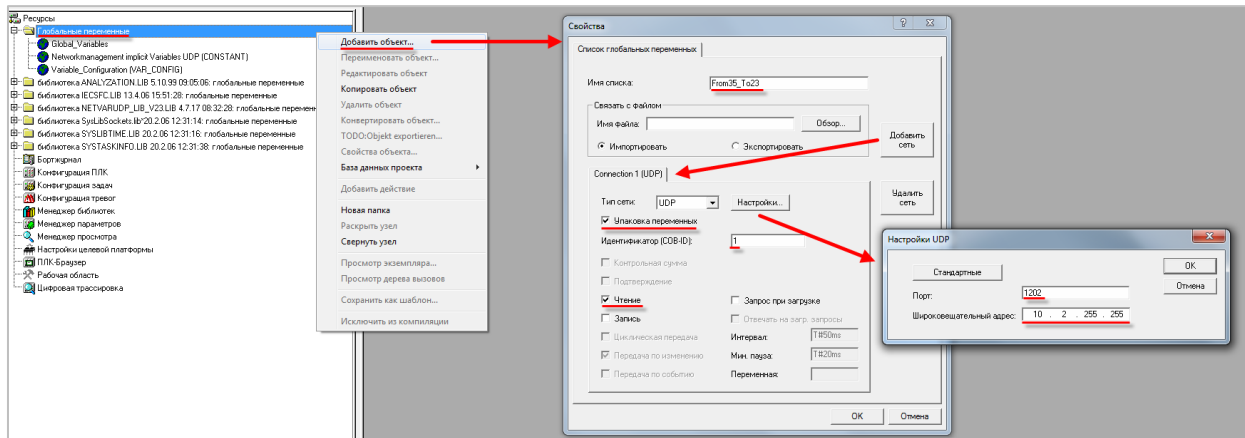 Ресурсы
Глобальные переменные
Global_Variables
Networkmanagement implicit Variables UDP (CONSTANT)
Variable_Configuration (VAR_CONFIG)
библиотека ANALYZATION.LIB 5.10.99 09:05:06: глобальные переменные
библиотека IECSFC.LIB 13.4.06 15:51:28: глобальные переменные
библиотека NETVARUDP_LIB_V23.LIB 4.7.17 08:32:28: глобальные перемен
библиотека SysLibSockets.lib*20.2.06 12:31:14: глобальные переменные
библиотека SYSLIBTIME.LIB 20.2.06 12:31:16: глобальные переменные
библиотека SYSTASKINFO.LIB 20.2.06 12:31:38: глобальные переменные
Бортжурнал
Конфигурация ПЛК
Конфигурация задач
Конфигурация тревог
Менеджер библиотек
Менеджер параметров
Менеджер просмотра
Настройки целевой платформы
ПЛК-Браузер
Рабочая область
Цифровая трассировка
Добавить объект...
Переименовать объект...
Редактировать объект
Копировать объект
Удалить объект
Конвертировать объект...
TODO:Objekt exportieren...
Свойства объекта...
База данных проекта
Добавить действие
Новая папка
Раскрыть узел
Свернуть узел
Просмотр экземпляра...
Просмотр дерева вызовов
Сохранить как шаблон...
Исключить из компиляции
Свойства
Список глобальных переменных
Имя списка: From35_To23
Связать с файлом
Имя файла: Обзор...
Импортировать Экспортировать
Добавить сеть
Connection 1 (UDP)
Удалить сеть
Тип сети: UDP Настройки...
Упаковка переменных
Идентификатор (COB-ID): 1
Контрольная сумма
Подтверждение
Чтение Запрос при загрузке
Запись Отвечать на загр. запросы
Циклическая передача Интервал: T#50ms
Передача по изменению Мин. пауза: T#20ms
Передача по событию Переменная:
OK Отмена
Настройки UDP
Стандартные OK
Отмена
Порт: 1202
Широковещательный адрес: 10 . 2 . 255 . 255